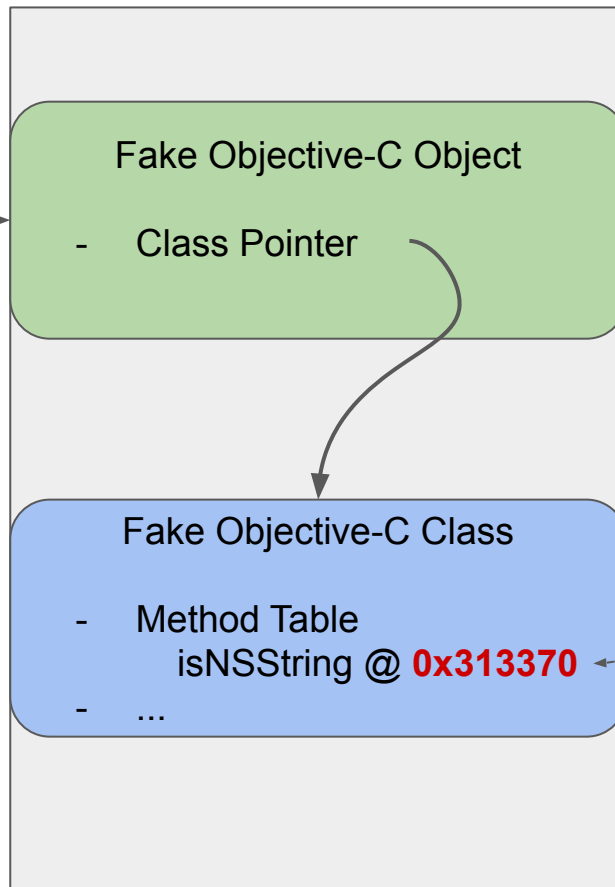 Fake Objective-C Object
- Class Pointer
Fake Objective-C Class
- Method Table
isNSString @ 0x313370
- ...